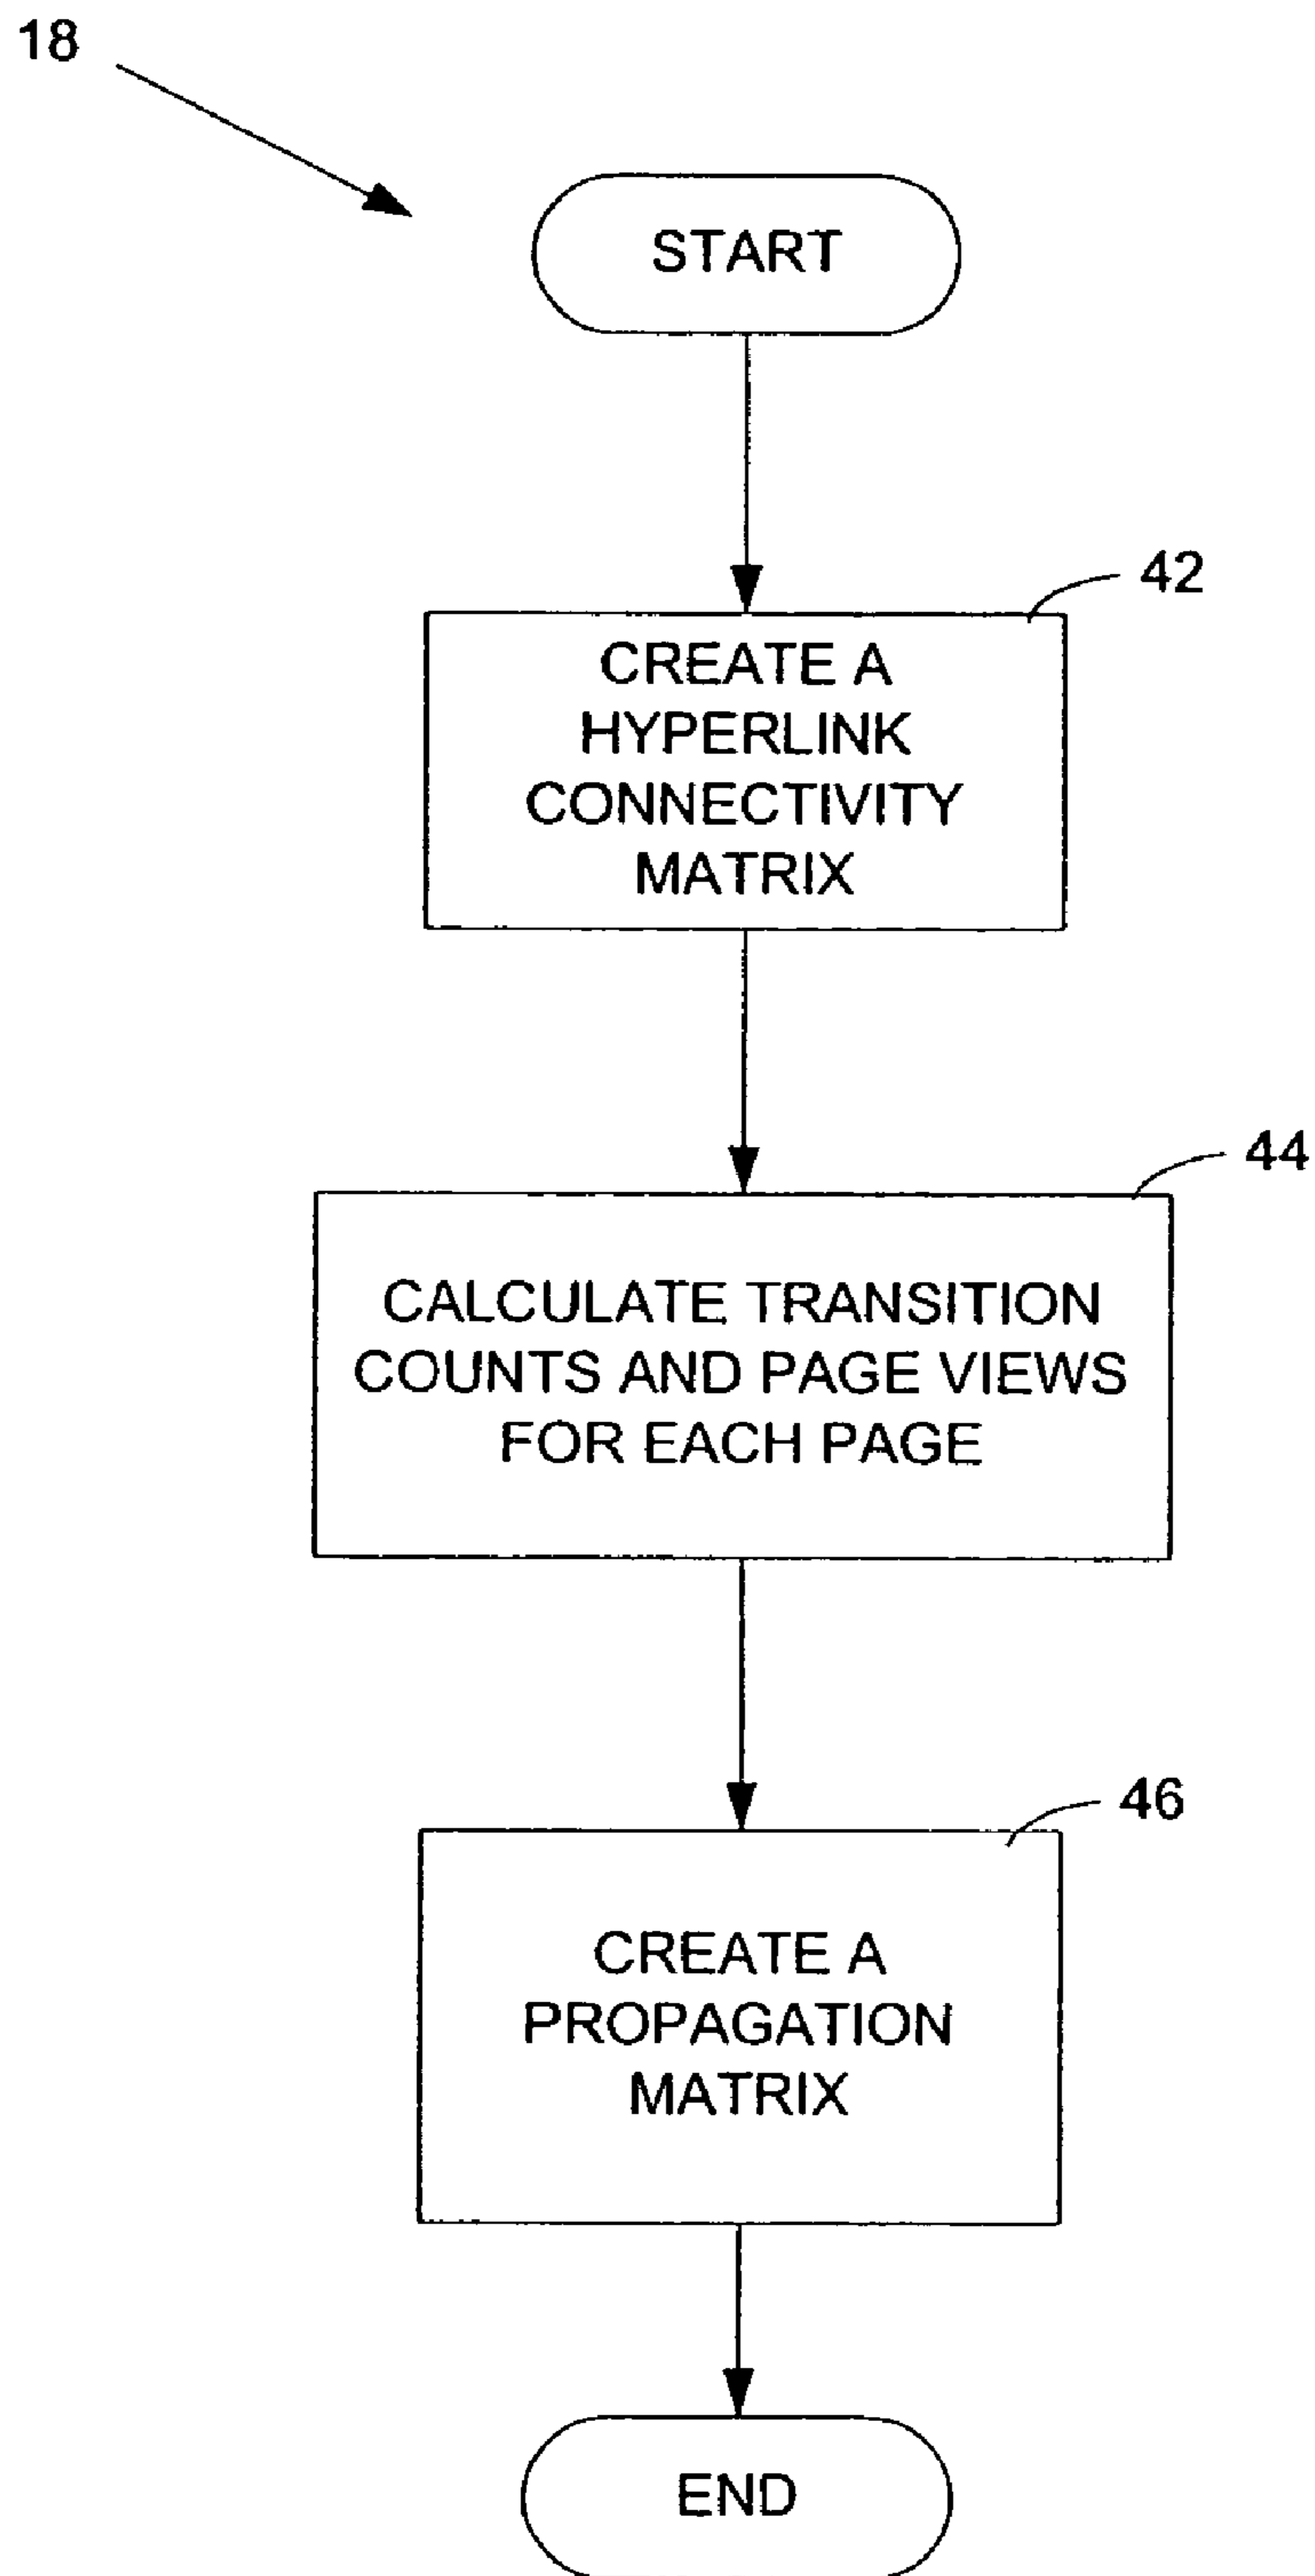 18
START
42
CREATE A
HYPERLINK
CONNECTIVITY
MATRIX
44
CALCULATE TRANSITION
COUNTS AND PAGE VIEWS
FOR EACH PAGE
46
CREATE A
PROPAGATION
MATRIX
END